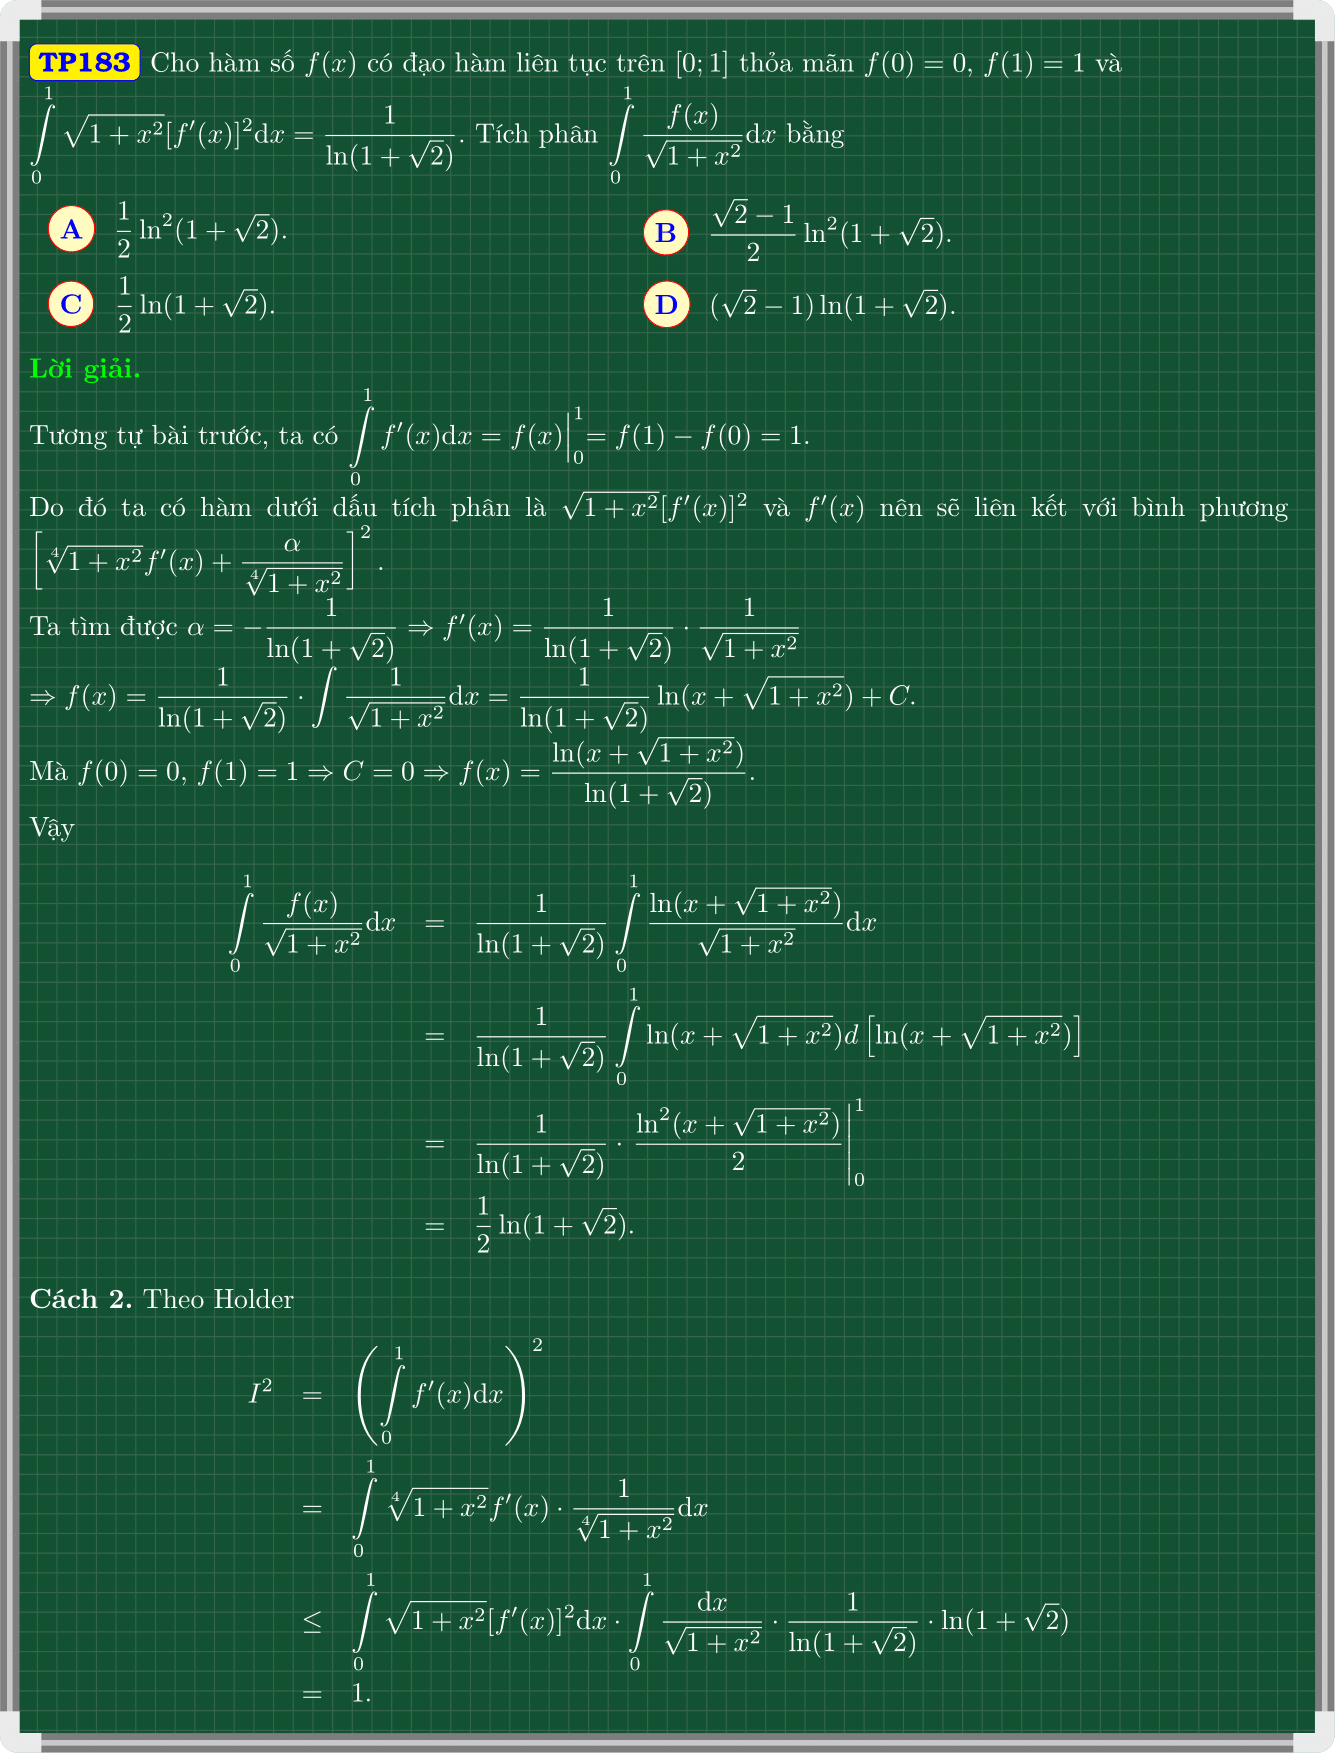 TP183 Cho hàm số $f(x)$ có đạo hàm liên tục trên $[0;1]$ thỏa mãn $f(0)=0$, $f(1)=1$ và
$\int\limits_0^1 \sqrt{1+x^2}[f'(x)]^2\mathrm{d}x = \frac{1}{\ln(1+\sqrt{2})}$. Tích phân $\int\limits_0^1 \frac{f(x)}{\sqrt{1+x^2}}\mathrm{d}x$ bằng
A $\frac{1}{2}\ln^2(1+\sqrt{2})$. B $\frac{\sqrt{2}-1}{2}\ln^2(1+\sqrt{2})$.
C $\frac{1}{2}\ln(1+\sqrt{2})$. D $(\sqrt{2}-1)\ln(1+\sqrt{2})$.
Lời giải.
Tương tự bài trước, ta có $\int\limits_0^1 f'(x)\mathrm{d}x = f(x)\Big|_0^1 = f(1)-f(0)=1$.
Do đó ta có hàm dưới dấu tích phân là $\sqrt{1+x^2}[f'(x)]^2$ và $f'(x)$ nên sẽ liên kết với bình phương
$\left[\sqrt[4]{1+x^2}f'(x)+\frac{\alpha}{\sqrt[4]{1+x^2}}\right]^2$.
Ta tìm được $\alpha = -\frac{1}{\ln(1+\sqrt{2})} \Rightarrow f'(x) = \frac{1}{\ln(1+\sqrt{2})}\cdot\frac{1}{\sqrt{1+x^2}}$
$\Rightarrow f(x) = \frac{1}{\ln(1+\sqrt{2})}\cdot\int\frac{1}{\sqrt{1+x^2}}\mathrm{d}x = \frac{1}{\ln(1+\sqrt{2})}\ln(x+\sqrt{1+x^2})+C$.
Mà $f(0)=0$, $f(1)=1 \Rightarrow C=0 \Rightarrow f(x)=\frac{\ln(x+\sqrt{1+x^2})}{\ln(1+\sqrt{2})}$.
Vậy
$\int\limits_0^1 \frac{f(x)}{\sqrt{1+x^2}}\mathrm{d}x = \frac{1}{\ln(1+\sqrt{2})}\int\limits_0^1 \frac{\ln(x+\sqrt{1+x^2})}{\sqrt{1+x^2}}\mathrm{d}x$
$= \frac{1}{\ln(1+\sqrt{2})}\int\limits_0^1 \ln(x+\sqrt{1+x^2})d\left[\ln(x+\sqrt{1+x^2})\right]$
$= \frac{1}{\ln(1+\sqrt{2})}\cdot\frac{\ln^2(x+\sqrt{1+x^2})}{2}\Big|_0^1$
$= \frac{1}{2}\ln(1+\sqrt{2})$.
Cách 2. Theo Holder
$I^2 = \left(\int\limits_0^1 f'(x)\mathrm{d}x\right)^2$
$= \int\limits_0^1 \sqrt[4]{1+x^2}f'(x)\cdot\frac{1}{\sqrt[4]{1+x^2}}\mathrm{d}x$
$\leq \int\limits_0^1 \sqrt{1+x^2}[f'(x)]^2\mathrm{d}x\cdot\int\limits_0^1 \frac{\mathrm{d}x}{\sqrt{1+x^2}}\cdot\frac{1}{\ln(1+\sqrt{2})}\cdot\ln(1+\sqrt{2})$
$= 1$.